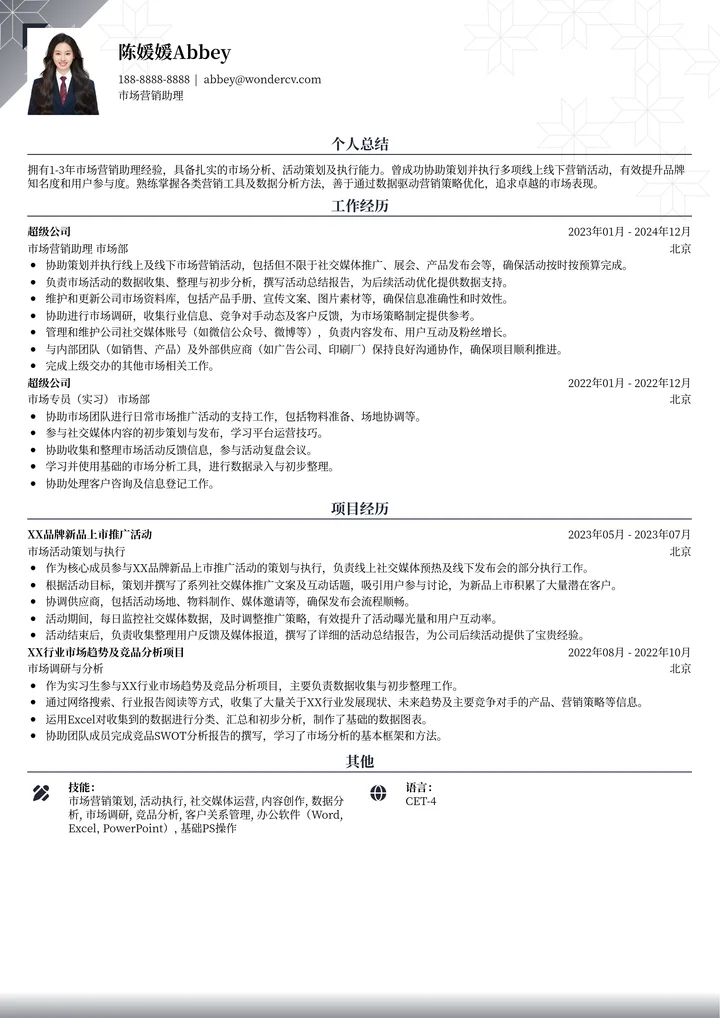 陈媛媛Abbey
188-8888-8888 | abbey@wondercv.com
市场营销助理
个人总结
拥有1-3年市场营销助理经验，具备扎实的市场分析、活动策划及执行能力。曾成功协助策划并执行多项线上线下营销活动，有效提升品牌
知名度和用户参与度。熟练掌握各类营销工具及数据分析方法，善于通过数据驱动营销策略优化，追求卓越的市场表现。
工作经历
超级公司 2023年01月 - 2024年12月
市场营销助理 市场部 北京
• 协助策划并执行线上及线下市场营销活动，包括但不限于社交媒体推广、展会、产品发布会等，确保活动按时按预算完成。
• 负责市场活动的数据收集、整理与初步分析，撰写活动总结报告，为后续活动优化提供数据支持。
• 维护和更新公司市场资料库，包括产品手册、宣传文案、图片素材等，确保信息准确性和时效性。
• 协助进行市场调研，收集行业信息、竞争对手动态及客户反馈，为市场策略制定提供参考。
• 管理和维护公司社交媒体账号（如微信公众号、微博等），负责内容发布、用户互动及粉丝增长。
• 与内部团队（如销售、产品）及外部供应商（如广告公司、印刷厂）保持良好沟通协作，确保项目顺利推进。
• 完成上级交办的其他市场相关工作。
超级公司 2022年01月 - 2022年12月
市场专员（实习） 市场部 北京
• 协助市场团队进行日常市场推广活动的支持工作，包括物料准备、场地协调等。
• 参与社交媒体内容的初步策划与发布，学习平台运营技巧。
• 协助收集和整理市场活动反馈信息，参与活动复盘会议。
• 学习并使用基础的市场分析工具，进行数据录入与初步整理。
• 协助处理客户咨询及信息登记工作。
项目经历
XX品牌新品上市推广活动 2023年05月 - 2023年07月
市场活动策划与执行 北京
• 作为核心成员参与XX品牌新品上市推广活动的策划与执行，负责线上社交媒体预热及线下发布会的部分执行工作。
• 根据活动目标，策划并撰写了系列社交媒体推广文案及互动话题，吸引用户参与讨论，为新品上市积累了大量潜在客户。
• 协调供应商，包括活动场地、物料制作、媒体邀请等，确保发布会流程顺畅。
• 活动期间，每日监控社交媒体数据，及时调整推广策略，有效提升了活动曝光量和用户互动率。
• 活动结束后，负责收集整理用户反馈及媒体报道，撰写了详细的活动总结报告，为公司后续活动提供了宝贵经验。
XX行业市场趋势及竞品分析项目 2022年08月 - 2022年10月
市场调研与分析 北京
• 作为实习生参与XX行业市场趋势及竞品分析项目，主要负责数据收集与初步整理工作。
• 通过网络搜索、行业报告阅读等方式，收集了大量关于XX行业发展现状、未来趋势及主要竞争对手的产品、营销策略等信息。
• 运用Excel对收集到的数据进行分类、汇总和初步分析，制作了基础的数据图表。
• 协助团队成员完成竞品SWOT分析报告的撰写，学习了市场分析的基本框架和方法。
其他
技能：
市场营销策划, 活动执行, 社交媒体运营, 内容创作, 数据分
析, 市场调研, 竞品分析, 客户关系管理, 办公软件（Word,
Excel, PowerPoint）, 基础PS操作
语言：
CET-4